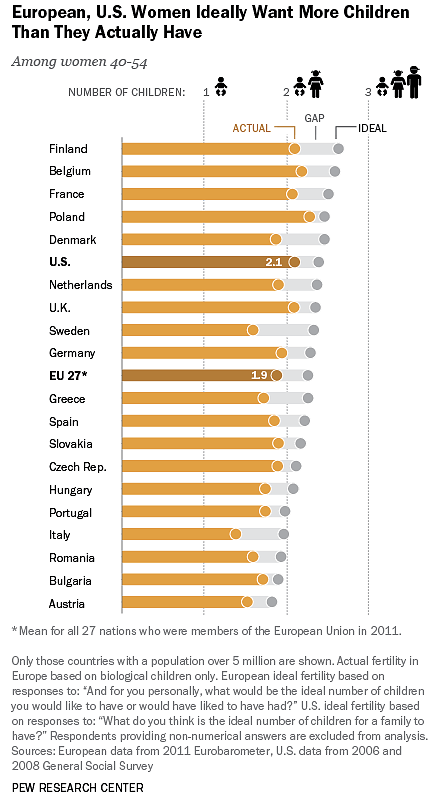 European, U.S. Women Ideally Want More Children
Than They Actually Have
Among women 40-54
NUMBER OF CHILDREN: 1 2 3
GAP
ACTUAL IDEAL
Finland
Belgium
France
Poland
Denmark
U.S. 2.1
Netherlands
U.K.
Sweden
Germany
EU 27* 1.9
Greece
Spain
Slovakia
Czech Rep.
Hungary
Portugal
Italy
Romania
Bulgaria
Austria
*Mean for all 27 nations who were members of the European Union in 2011.
Only those countries with a population over 5 million are shown. Actual fertility in
Europe based on biological children only. European ideal fertility based on
responses to: “And for you personally, what would be the ideal number of children
you would like to have or would have liked to have had?” U.S. ideal fertility based
on responses to: “What do you think is the ideal number of children for a family to
have?” Respondents providing non-numerical answers are excluded from analysis.
Sources: European data from 2011 Eurobarometer, U.S. data from 2006 and
2008 General Social Survey
PEW RESEARCH CENTER